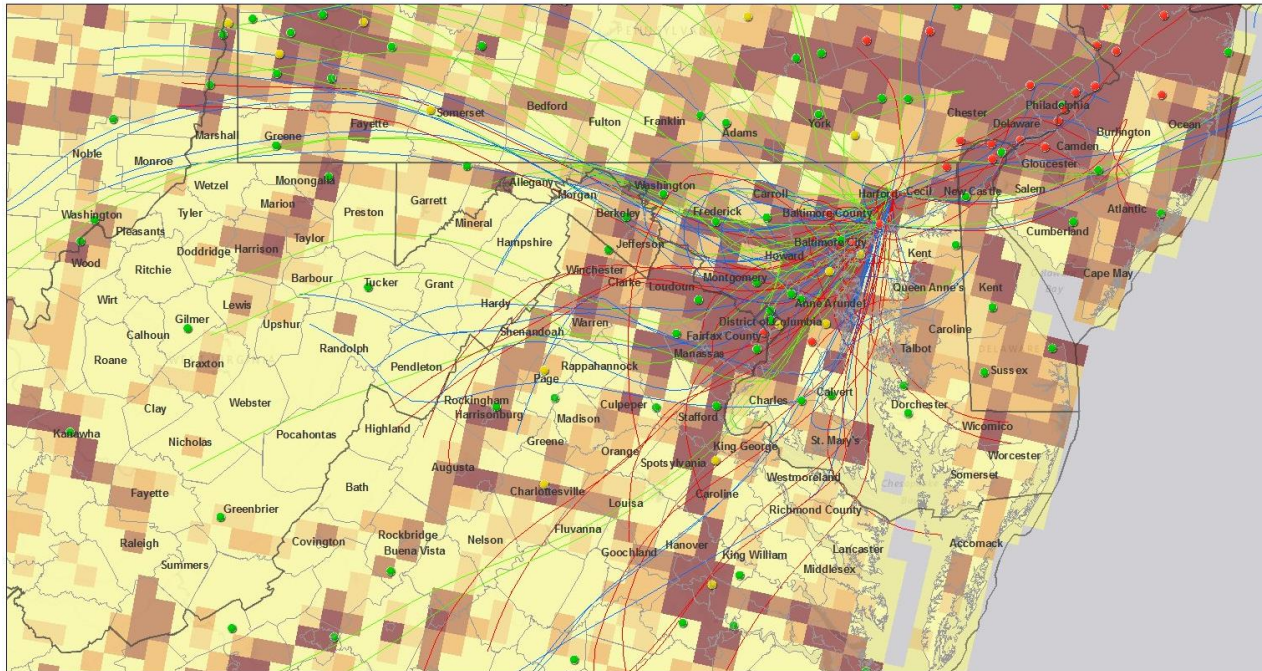 PENNSYLVANIA
Somerset
Bedford
Fulton
Franklin
Adams
York
Chester
Philadelphia
Delaware
Burlington
Ocean
Camden
Gloucester
Marshall
Greene
Fayette
Noble
Monroe
Wetzel
Monongalia
Marion
Allegany
Morgan
Washington
Carroll
Harford
Cecil
New Castle
Salem
Garrett
Preston
Mineral
Berkeley
Frederick
Baltimore County
Atlantic
Washington
Pleasants
Tyler
Taylor
Hampshire
Jefferson
Baltimore City
Cumberland
Wood
Doddridge
Harrison
Howard
Kent
Ritchie
Barbour
Tucker
Grant
Winchester
Clarke
Loudoun
Montgomery
Queen Anne's
Kent
Cape May
Wirt
Lewis
Hardy
Anne Arundel
Gilmer
Upshur
Warren
District of Columbia
Caroline
Calhoun
Shenandoah
Fairfax County
Roane
Braxton
Randolph
Manassas
Talbot
DELAWARE
Pendleton
Page
Rappahannock
Sussex
Clay
Webster
Rockingham
Harrisonburg
Culpeper
Stafford
Charles
Calvert
Dorchester
Madison
Kanawha
Nicholas
Pocahontas
Highland
Greene
Orange
King George
St. Mary's
Wicomico
Augusta
Spotsylvania
Worcester
Westmoreland
Somerset
Fayette
Bath
Charlottesville
Louisa
Caroline
Richmond County
Greenbrier
Fluvanna
Raleigh
Covington
Rockbridge
Buena Vista
Nelson
Goochland
Hanover
King William
Lancaster
Accomack
Summers
Middlesex